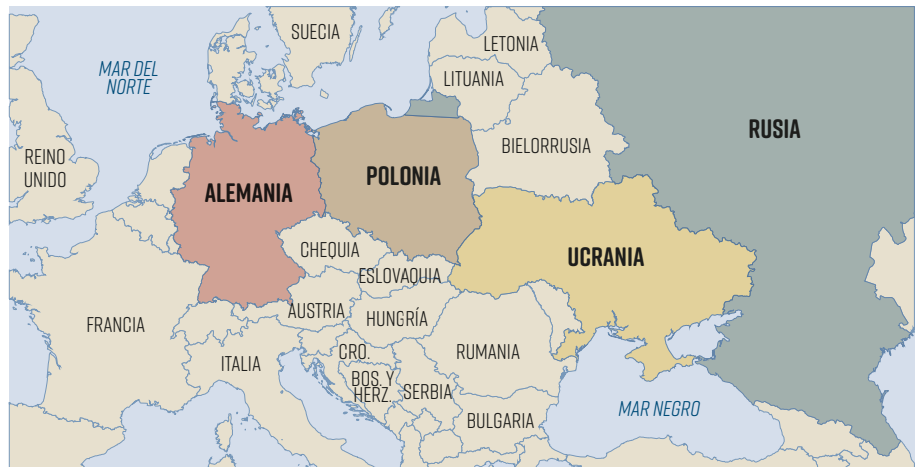 SUECIA
LETONIA
MAR DEL
NORTE
LITUANIA
RUSIA
BIELORRUSIA
REINO
UNIDO
POLONIA
ALEMANIA
CHEQUIA
UCRANIA
ESLOVAQUIA
AUSTRIA
HUNGRÍA
FRANCIA
CRO.
RUMANIA
ITALIA
BOS. Y
HERZ.
SERBIA
MAR NEGRO
BULGARIA